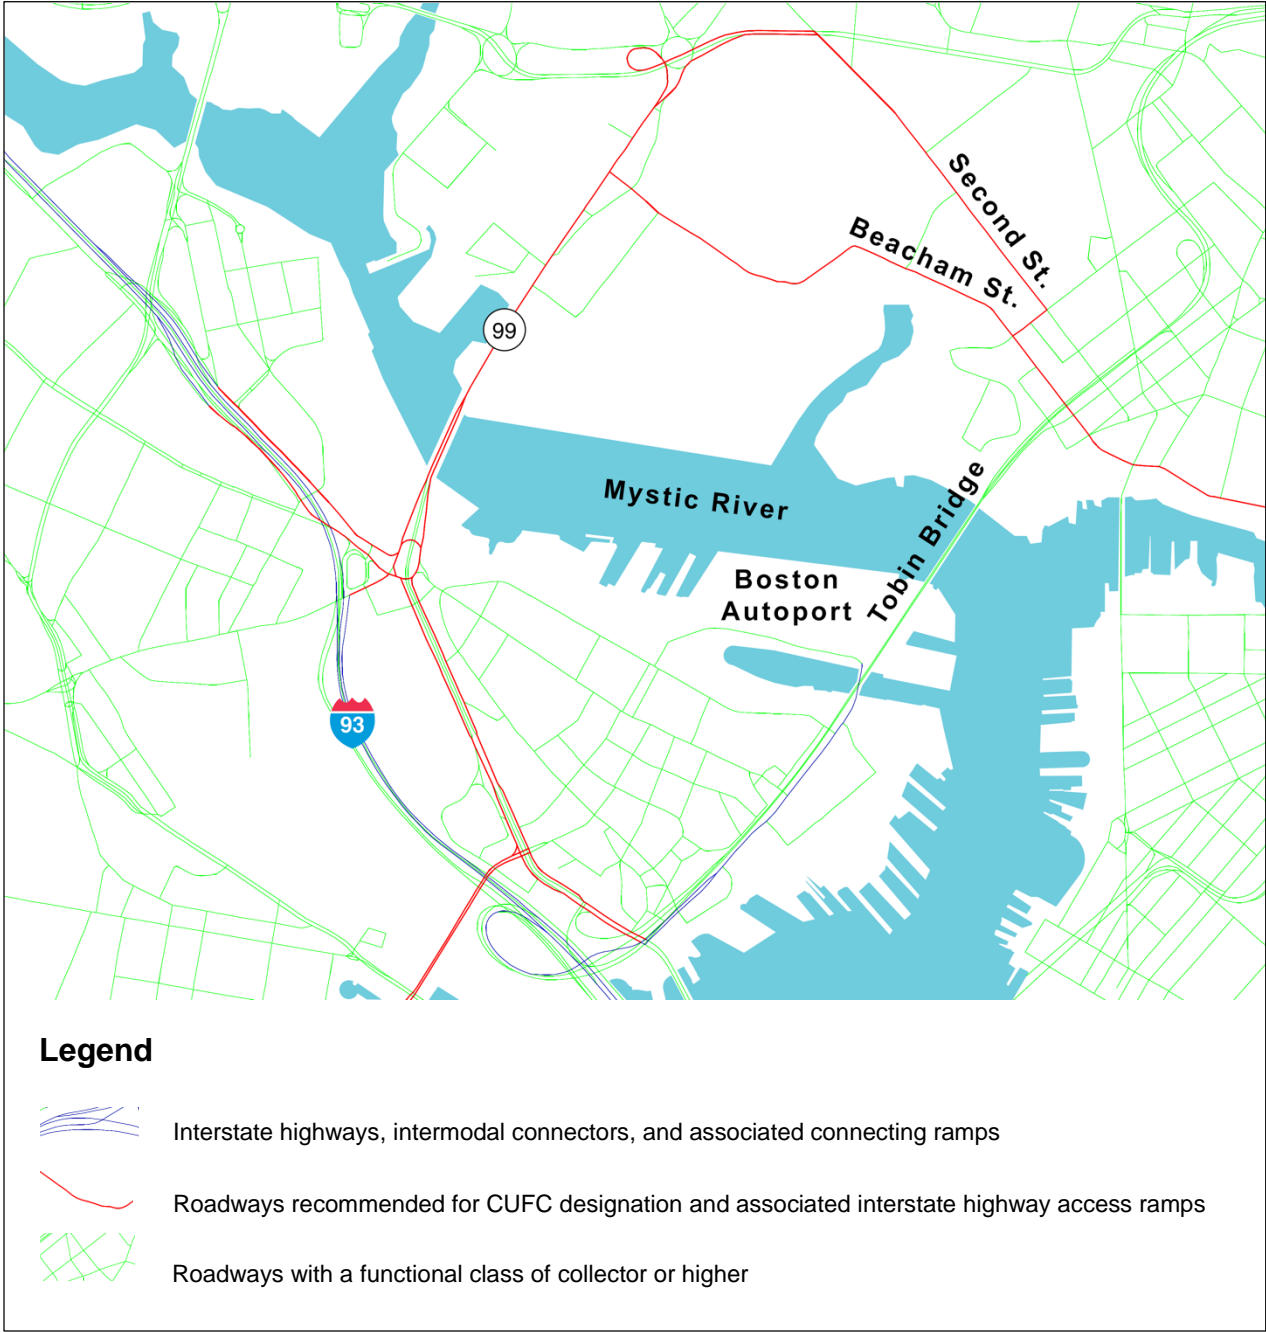 Second St.
Beacham St.
99
Mystic River
Tobin Bridge
Boston
Autoport
93
Legend
Interstate highways, intermodal connectors, and associated connecting ramps
Roadways recommended for CUFC designation and associated interstate highway access ramps
Roadways with a functional class of collector or higher